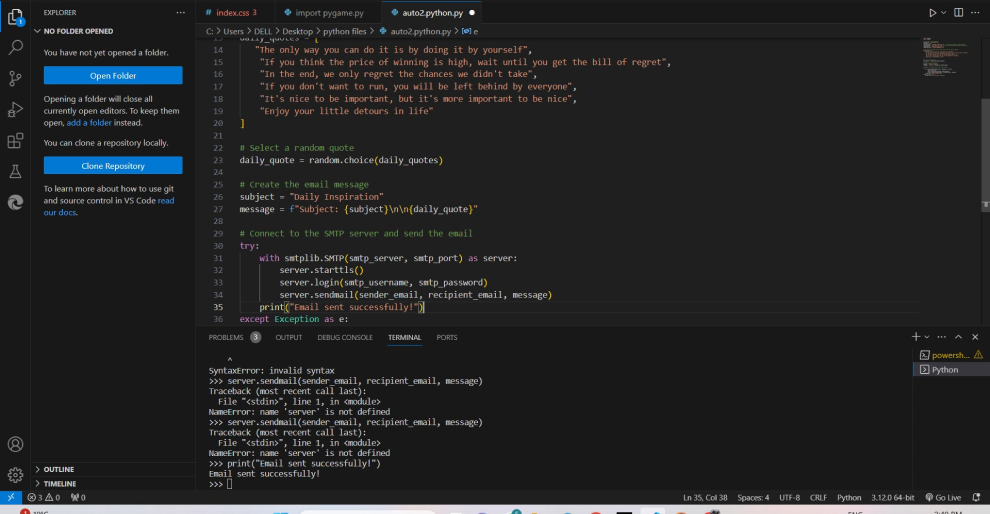 EXPLORER
index.css 3
import pygame.py
auto2.python.py
NO FOLDER OPENED
C: > Users > DELL > Desktop > python files > auto2.python.py > e
You have not yet opened a folder.
Open Folder
Opening a folder will close all
currently open editors. To keep them
open, add a folder instead.
You can clone a repository locally.
Clone Repository
To learn more about how to use git
and source control in VS Code read
our docs.
OUTLINE
TIMELINE
daily_quotes = [
14 "The only way you can do it is by doing it by yourself",
15 "If you think the price of winning is high, wait until you get the bill of regret",
16 "In the end, we only regret the chances we didn't take",
17 "If you don't want to run, you will be left behind by everyone",
18 "It's nice to be important, but it's more important to be nice",
19 "Enjoy your little detours in life"
20 ]
21
22 # Select a random quote
23 daily_quote = random.choice(daily_quotes)
24
25 # Create the email message
26 subject = "Daily Inspiration"
27 message = f"Subject: {subject}\n\n{daily_quote}"
28
29 # Connect to the SMTP server and send the email
30 try:
31 with smtplib.SMTP(smtp_server, smtp_port) as server:
32 server.starttls()
33 server.login(smtp_username, smtp_password)
34 server.sendmail(sender_email, recipient_email, message)
35 print("Email sent successfully!")
36 except Exception as e:
PROBLEMS 3 OUTPUT DEBUG CONSOLE TERMINAL PORTS
^
SyntaxError: invalid syntax
>>> server.sendmail(sender_email, recipient_email, message)
Traceback (most recent call last):
File "<stdin>", line 1, in <module>
NameError: name 'server' is not defined
>>> server.sendmail(sender_email, recipient_email, message)
Traceback (most recent call last):
File "<stdin>", line 1, in <module>
NameError: name 'server' is not defined
>>> print("Email sent successfully!")
Email sent successfully!
>>>
powersh...
Python
3 0 0 Ln 35, Col 38 Spaces: 4 UTF-8 CRLF Python 3.12.0 64-bit Go Live